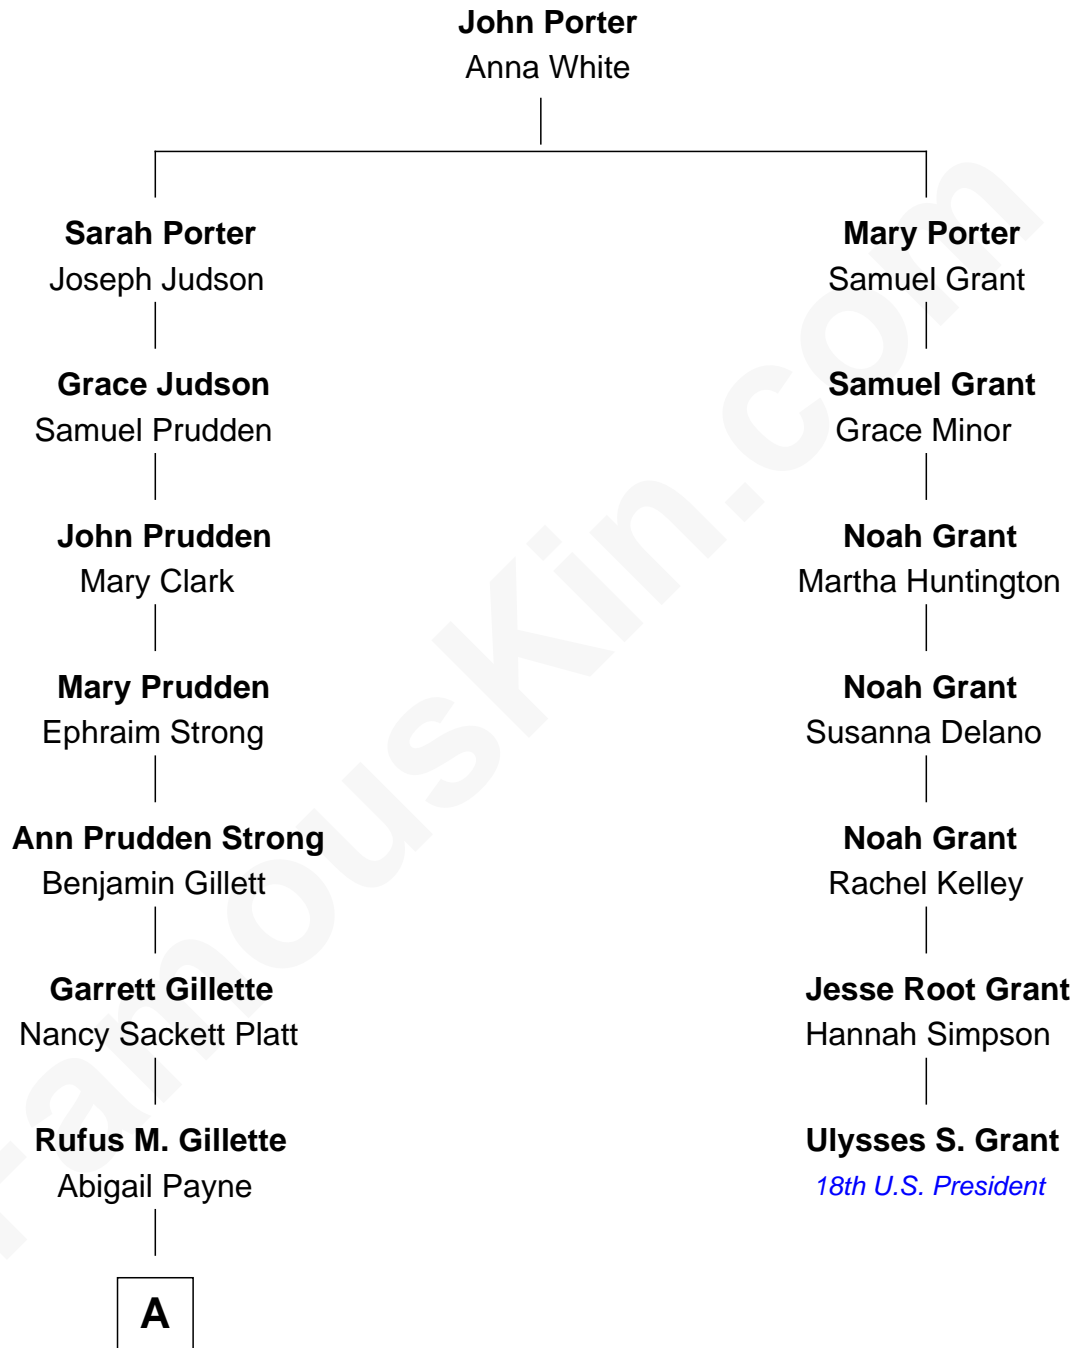 John Porter
Anna White
Sarah Porter
Joseph Judson
Mary Porter
Samuel Grant
Grace Judson
Samuel Prudden
Samuel Grant
Grace Minor
John Prudden
Mary Clark
Noah Grant
Martha Huntington
Mary Prudden
Ephraim Strong
Noah Grant
Susanna Delano
Ann Prudden Strong
Benjamin Gillett
Noah Grant
Rachel Kelley
Garrett Gillette
Nancy Sackett Platt
Jesse Root Grant
Hannah Simpson
Rufus M. Gillette
Abigail Payne
Ulysses S. Grant
18th U.S. President
A
FamousKin.com